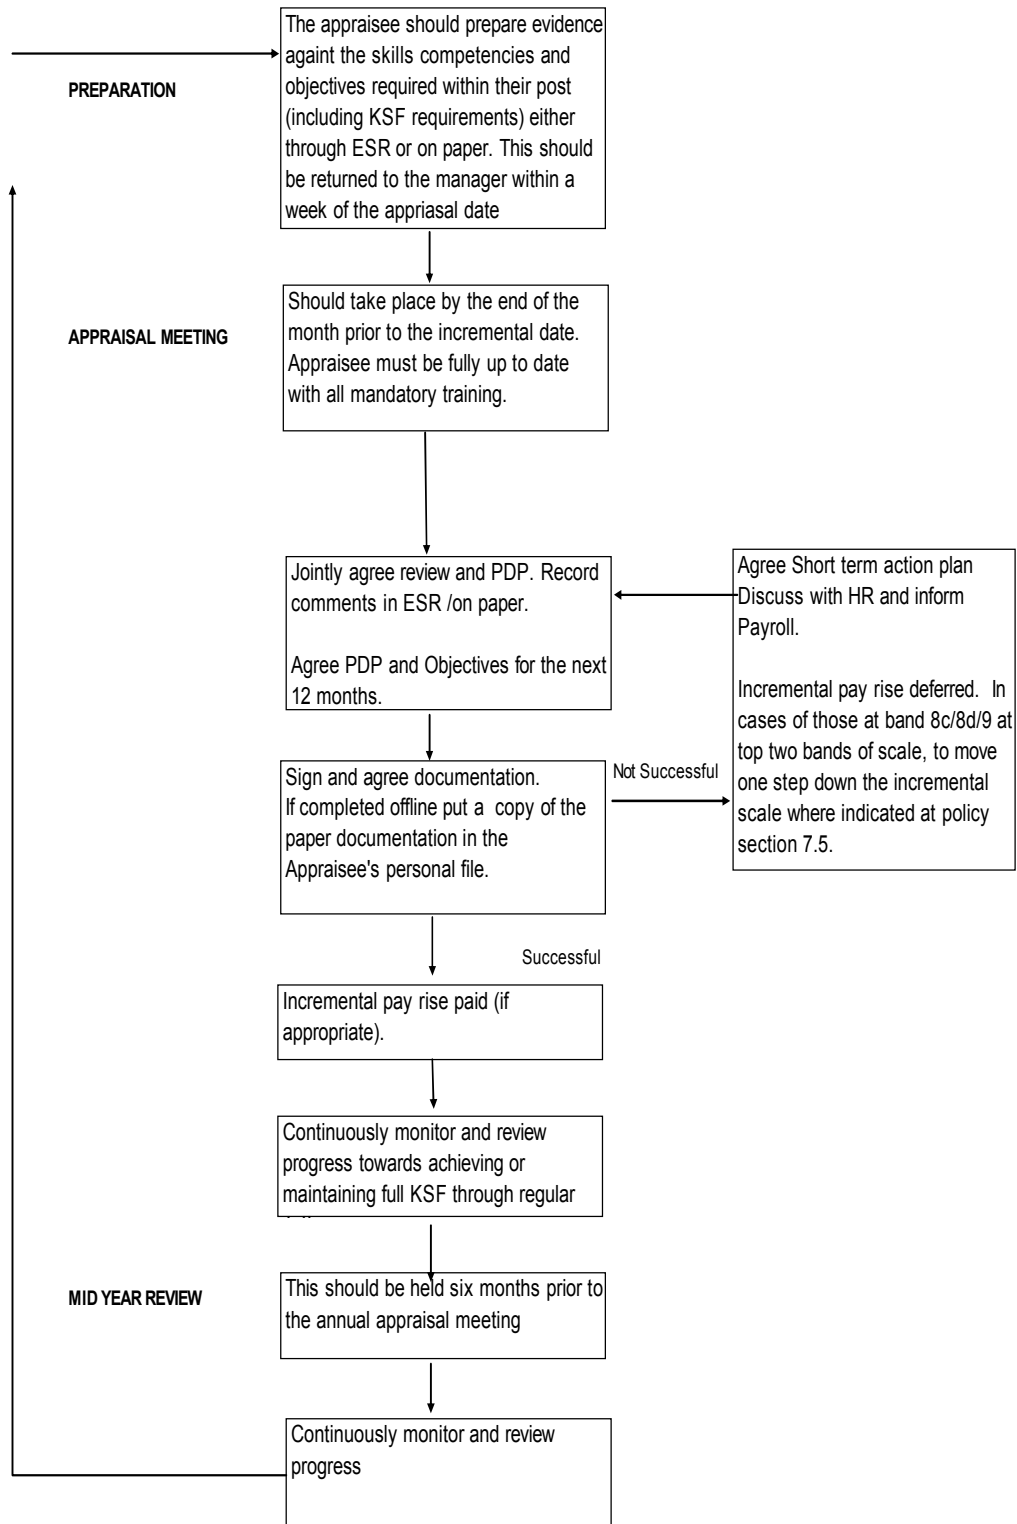 The appraisee should prepare evidence
againt the skills competencies and
objectives required within their post
(including KSF requirements) either
through ESR or on paper. This should
be returned to the manager within a
week of the appriasal date
PREPARATION
Should take place by the end of the
month prior to the incremental date.
Appraisee must be fully up to date
with all mandatory training.
APPRAISAL MEETING
Jointly agree review and PDP. Record
comments in ESR /on paper.
Agree PDP and Objectives for the next
12 months.
Agree Short term action plan
Discuss with HR and inform
Payroll.
Incremental pay rise deferred. In
cases of those at band 8c/8d/9 at
top two bands of scale, to move
one step down the incremental
scale where indicated at policy
section 7.5.
Sign and agree documentation.
If completed offline put a copy of the
paper documentation in the
Appraisee's personal file.
Not Successful
Successful
Incremental pay rise paid (if
appropriate).
Continuously monitor and review
progress towards achieving or
maintaining full KSF through regular
MID YEAR REVIEW
This should be held six months prior to
the annual appraisal meeting
Continuously monitor and review
progress